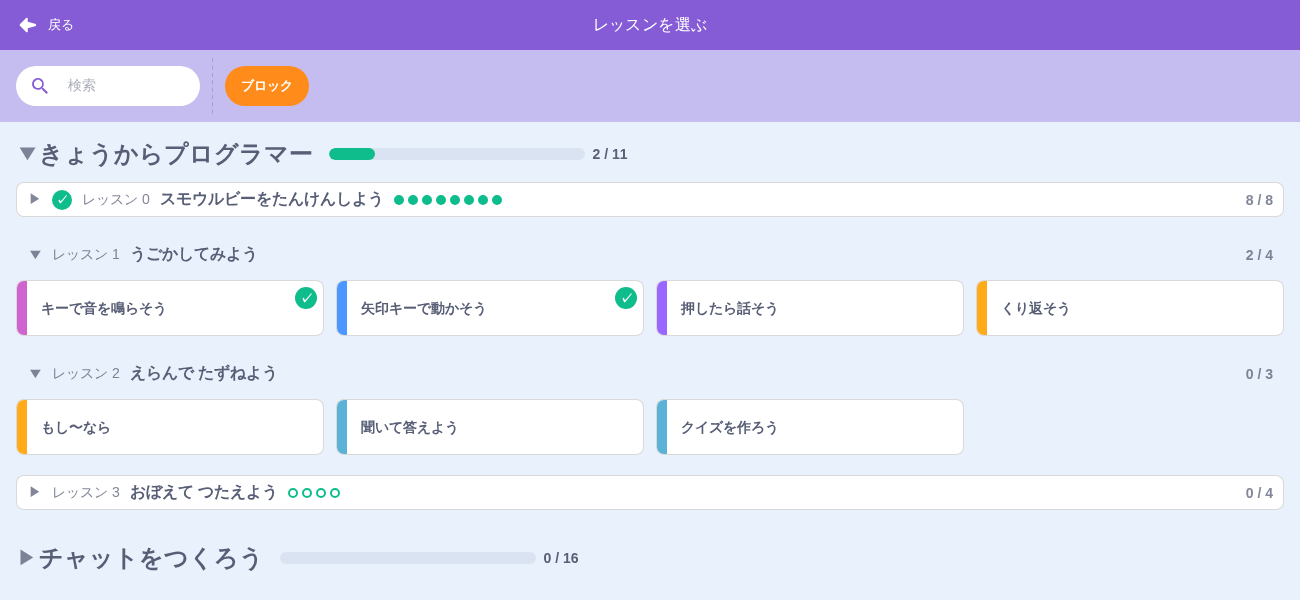 戻る
レッスンを選ぶ
検索
ブロック
きょうからプログラマー 2 / 11
レッスン 0 スモウルビーをたんけんしよう 8 / 8
レッスン 1 うごかしてみよう 2 / 4
キーで音を鳴らそう
矢印キーで動かそう
押したら話そう
くり返そう
レッスン 2 えらんで たずねよう 0 / 3
もし〜なら
聞いて答えよう
クイズを作ろう
レッスン 3 おぼえて つたえよう 0 / 4
チャットをつくろう 0 / 16